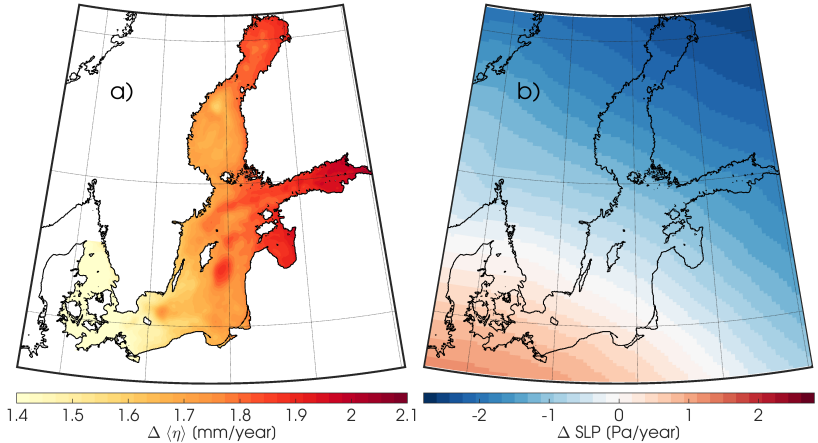 a)
b)
1.4 1.5 1.6 1.7 1.8 1.9 2 2.1
Δ ⟨η⟩ [mm/year]
-2 -1 0 1 2
Δ SLP [Pa/year]